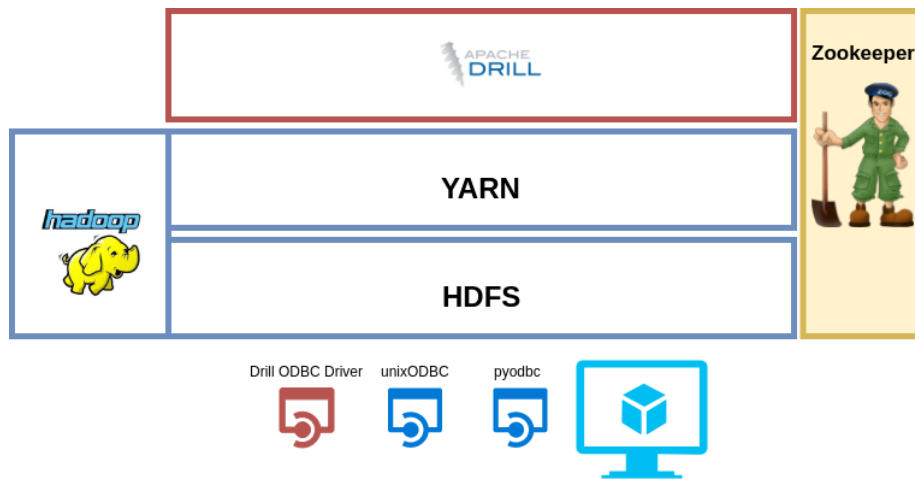 APACHE
DRILL
Zookeeper
YARN
hadoop
HDFS
Drill ODBC Driver
unixODBC
pyodbc